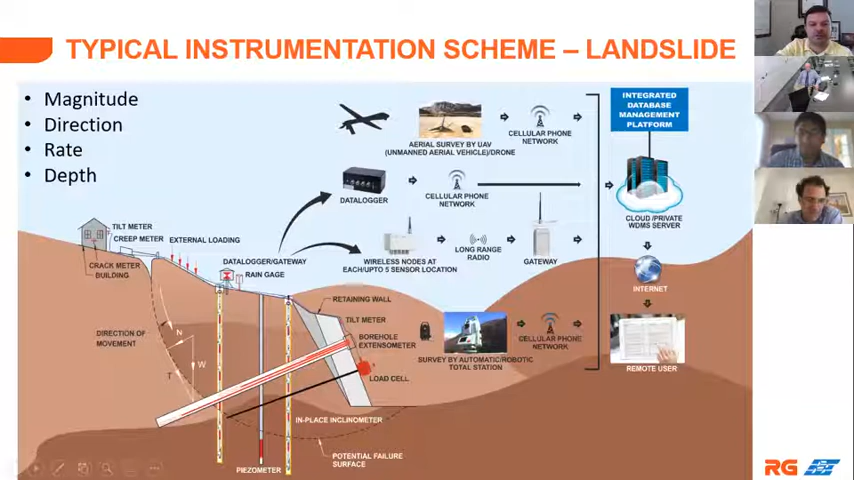 TYPICAL INSTRUMENTATION SCHEME – LANDSLIDE
• Magnitude
• Direction
• Rate
• Depth
INTEGRATED
DATABASE
MANAGEMENT
PLATFORM
AERIAL SURVEY BY UAV
(UNMANNED AERIAL VEHICLE)/DRONE
CELLULAR PHONE
NETWORK
DATALOGGER
CELLULAR PHONE
NETWORK
CLOUD /PRIVATE
WDMS SERVER
TILT METER
CREEP METER
EXTERNAL LOADING
CRACK METER
BUILDING
DATALOGGER/GATEWAY
RAIN GAGE
WIRELESS NODES AT
EACH/UPTO 5 SENSOR LOCATION
LONG RANGE
RADIO
GATEWAY
INTERNET
RETAINING WALL
TILT METER
BOREHOLE
EXTENSOMETER
LOAD CELL
DIRECTION OF
MOVEMENT
N
W
T
SURVEY BY AUTOMATIC/ROBOTIC
TOTAL STATION
CELLULAR PHONE
NETWORK
REMOTE USER
IN-PLACE INCLINOMETER
POTENTIAL FAILURE
SURFACE
PIEZOMETER
RG